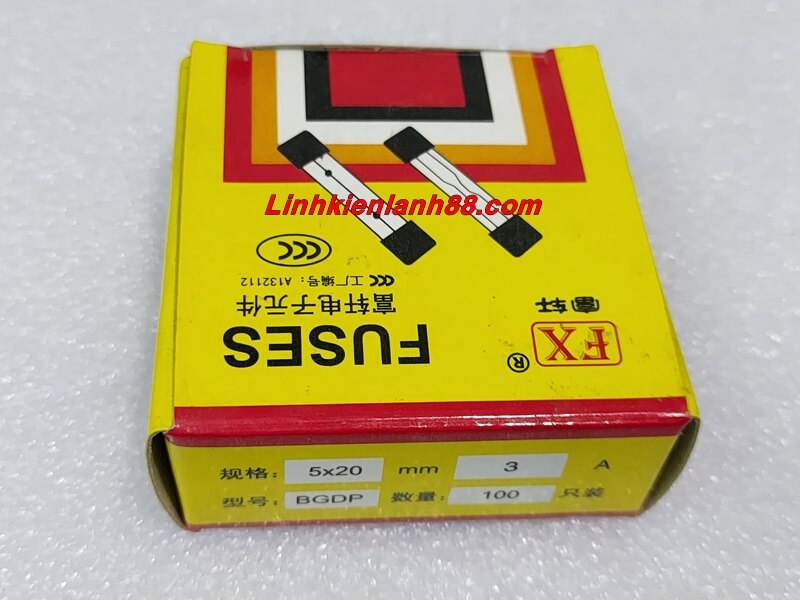 Linhkienlanh88.com
CCC
CCC 工厂编号：A132112
富轩电子元件
FUSES
FX ®
富轩
规格： 5x20 mm 3 A
型号： BGDP 数量： 100 只装